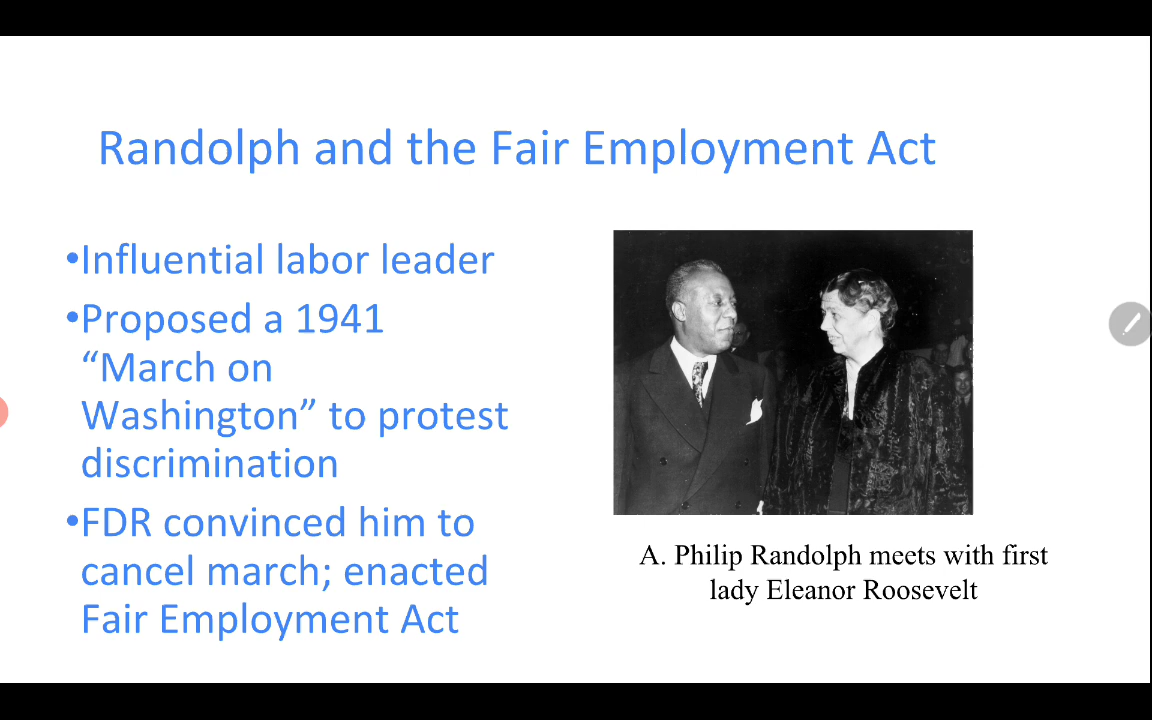 Randolph and the Fair Employment Act
•Influential labor leader
•Proposed a 1941
“March on
Washington” to protest
discrimination
•FDR convinced him to
cancel march; enacted
Fair Employment Act
A. Philip Randolph meets with first
lady Eleanor Roosevelt